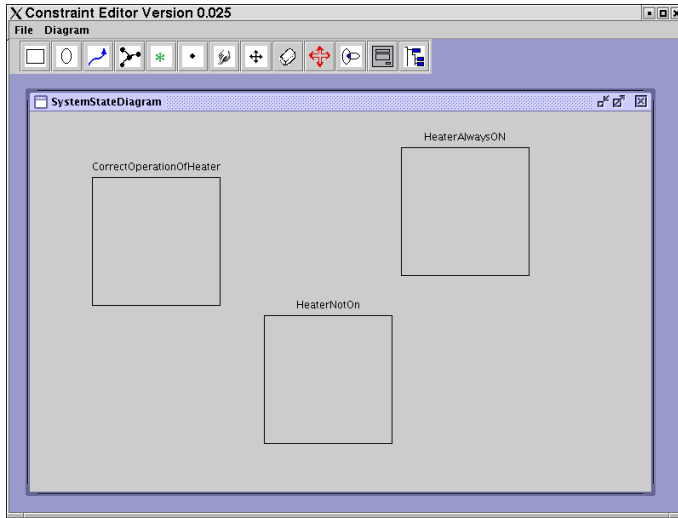 Constraint Editor Version 0.025
File Diagram
SystemStateDiagram
HeaterAlwaysON
CorrectOperationOfHeater
HeaterNotOn